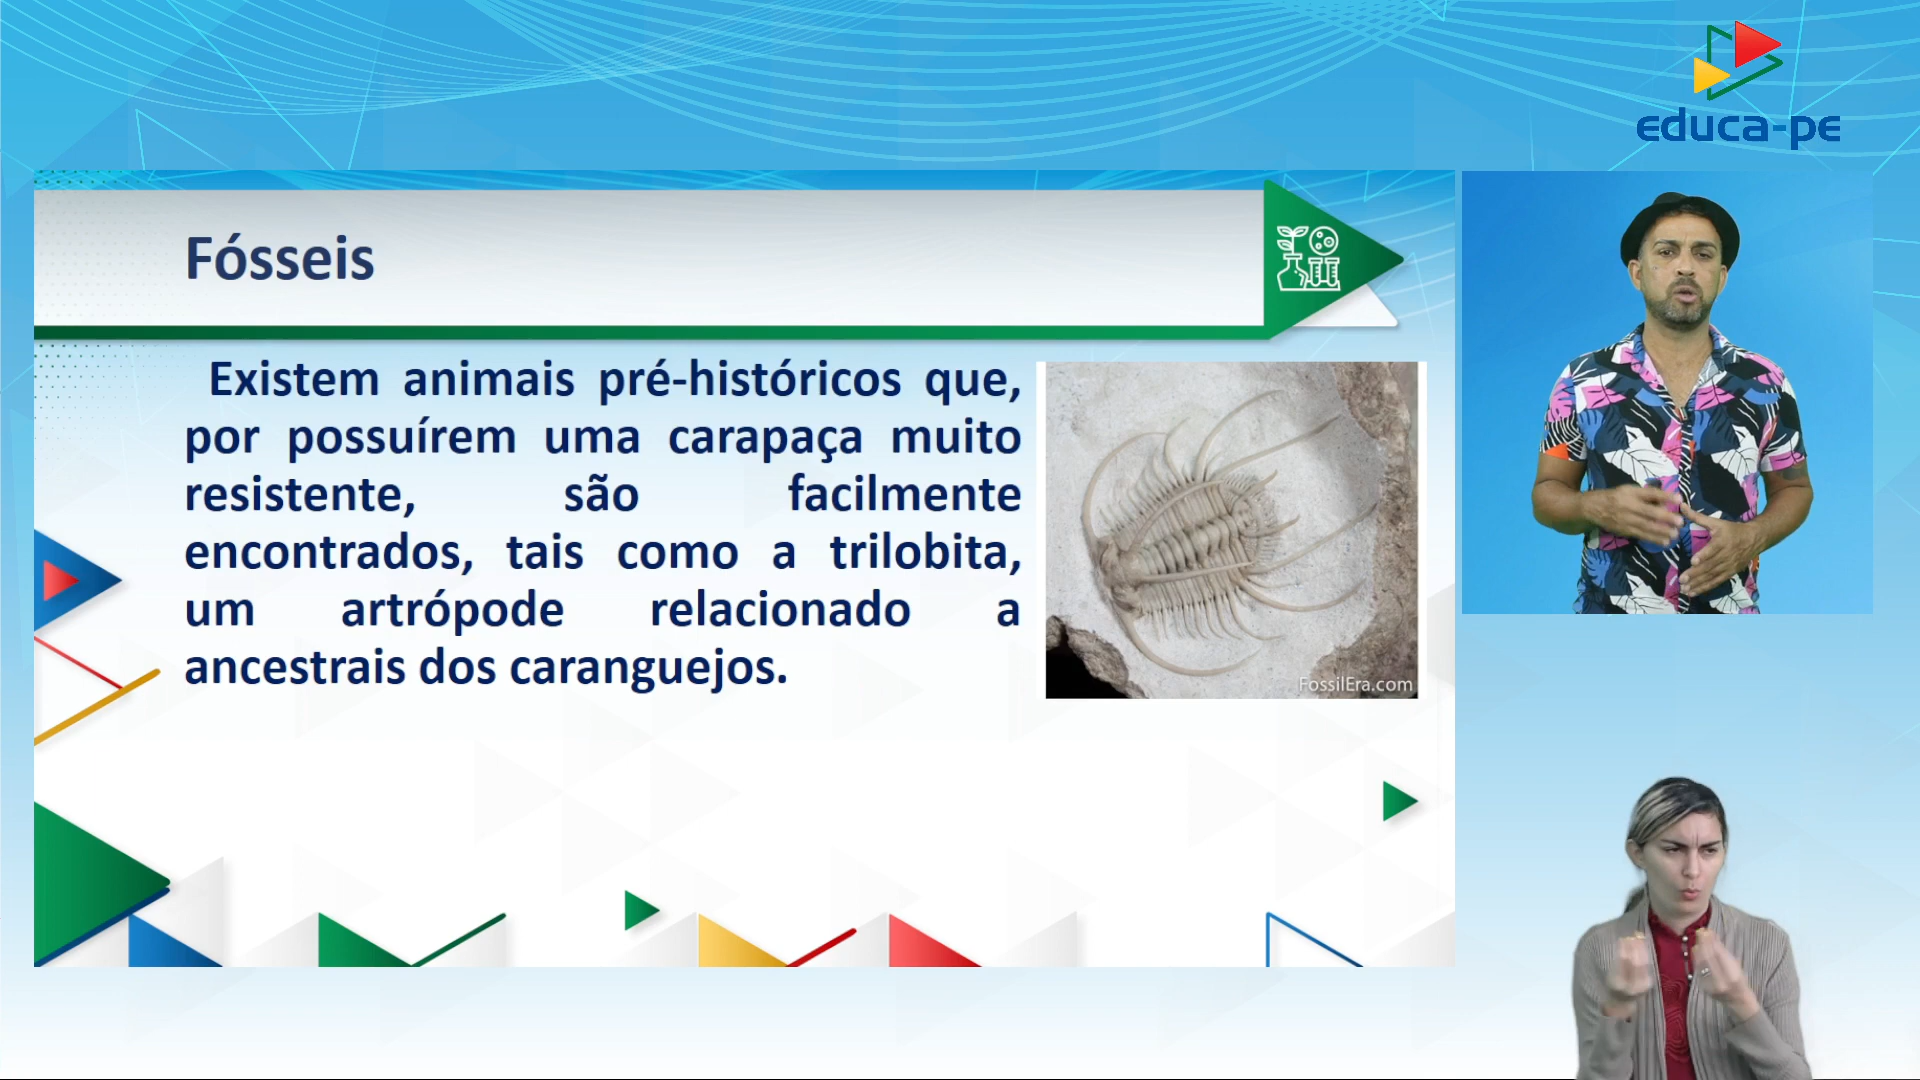 educa-pe
Fósseis
Existem animais pré-históricos que,
por possuírem uma carapaça muito
resistente, são facilmente
encontrados, tais como a trilobita,
um artrópode relacionado a
ancestrais dos caranguejos.
FossilEra.com